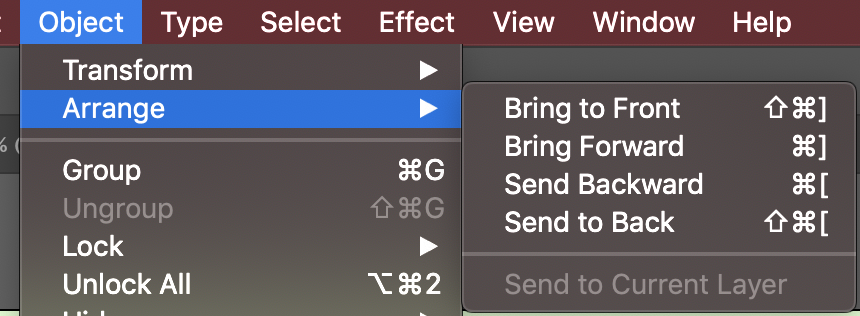 Object Type Select Effect View Window Help
Transform ▶
Arrange ▶
Bring to Front ⇧⌘]
Bring Forward ⌘]
Send Backward ⌘[
Send to Back ⇧⌘[
Send to Current Layer
% (
Group ⌘G
Ungroup ⇧⌘G
Lock ▶
Unlock All ⌥⌘2